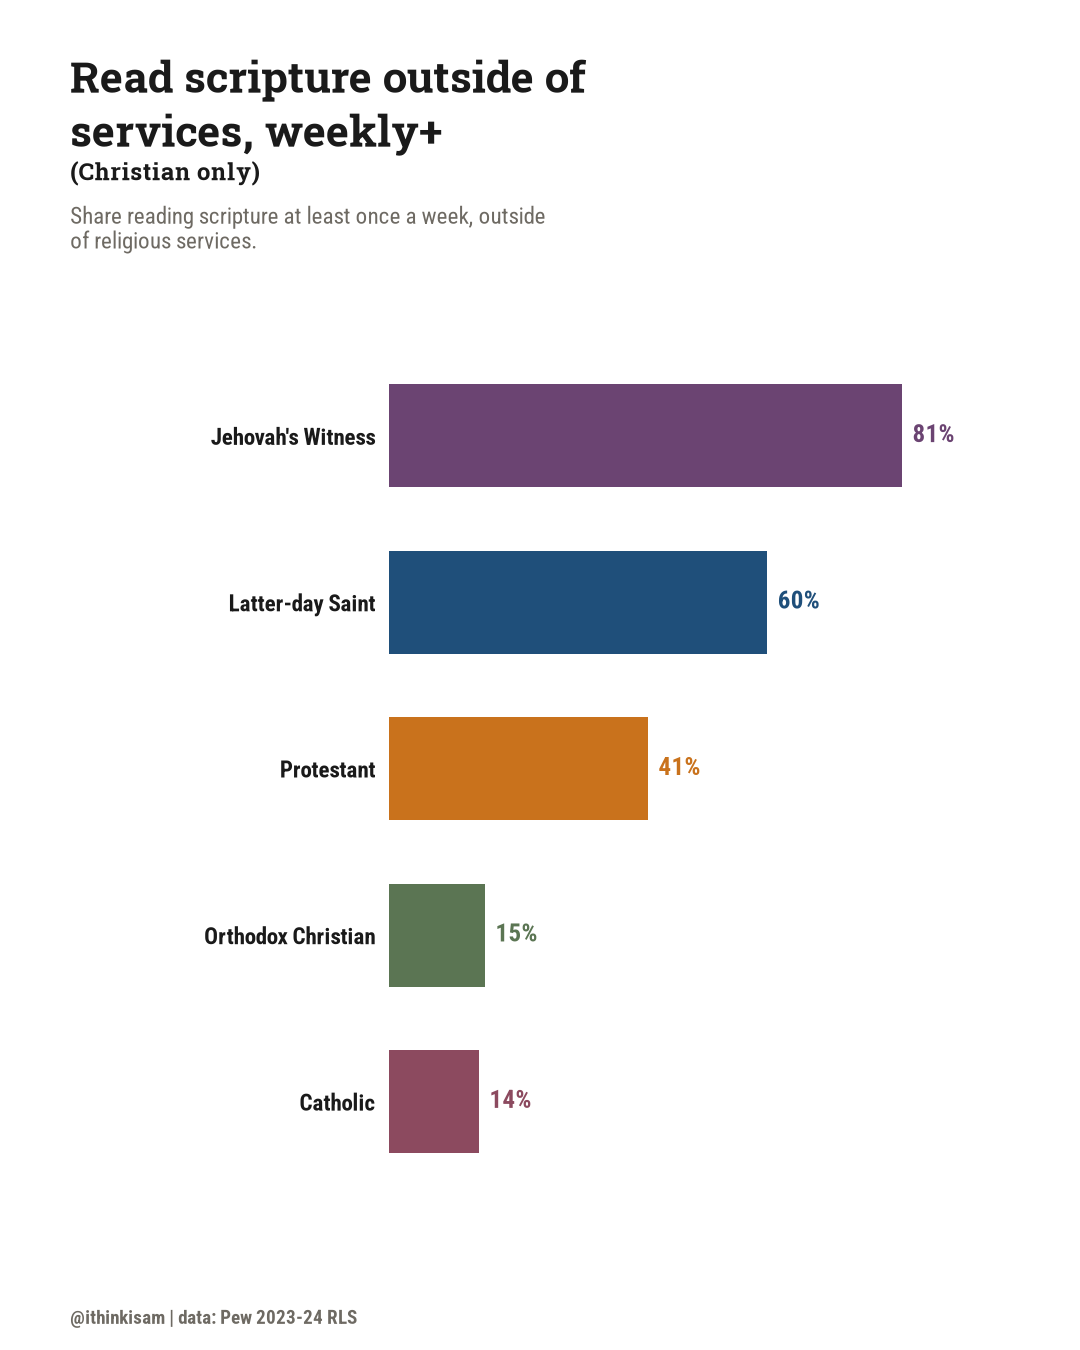 Read scripture outside of
services, weekly+
(Christian only)
Share reading scripture at least once a week, outside
of religious services.
Jehovah's Witness
81%
Latter-day Saint
60%
Protestant
41%
Orthodox Christian
15%
Catholic
14%
@ithinkisam | data: Pew 2023-24 RLS